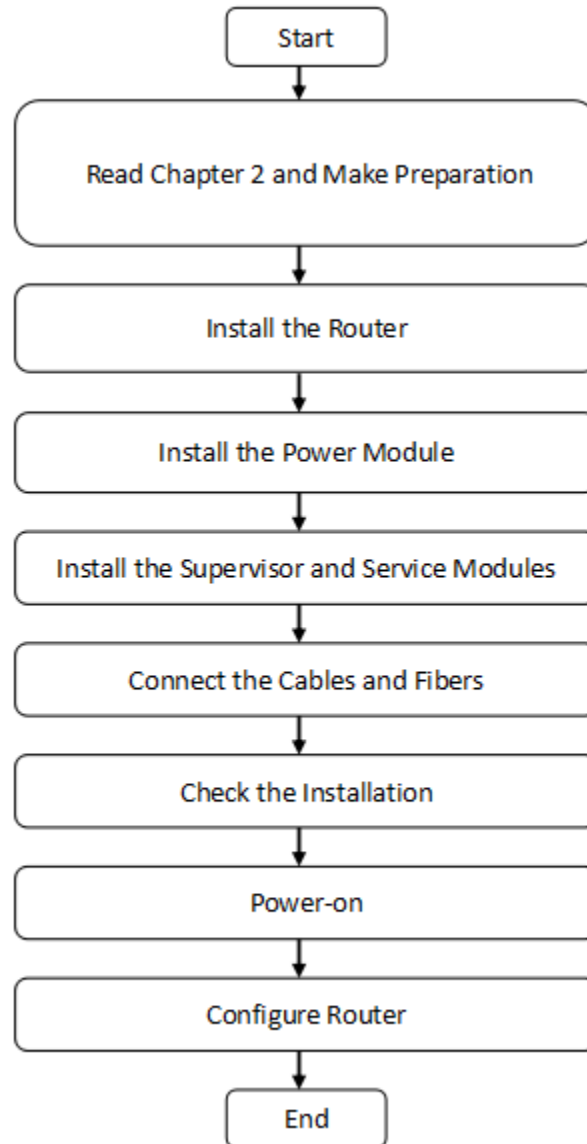 Start
Read Chapter 2 and Make Preparation
Install the Router
Install the Power Module
Install the Supervisor and Service Modules
Connect the Cables and Fibers
Check the Installation
Power-on
Configure Router
End